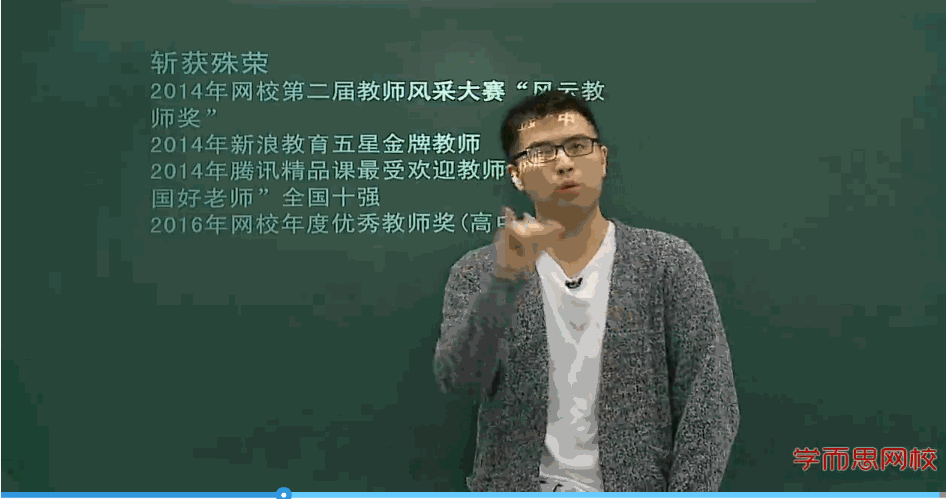 斩获殊荣
2014年网校第二届教师风采大赛“风云教
师奖”
2014年新浪教育五星金牌教师
2014年腾讯精品课最受欢迎教师
国好老师”全国十强
2016年网校年度优秀教师奖(高
学而思网校